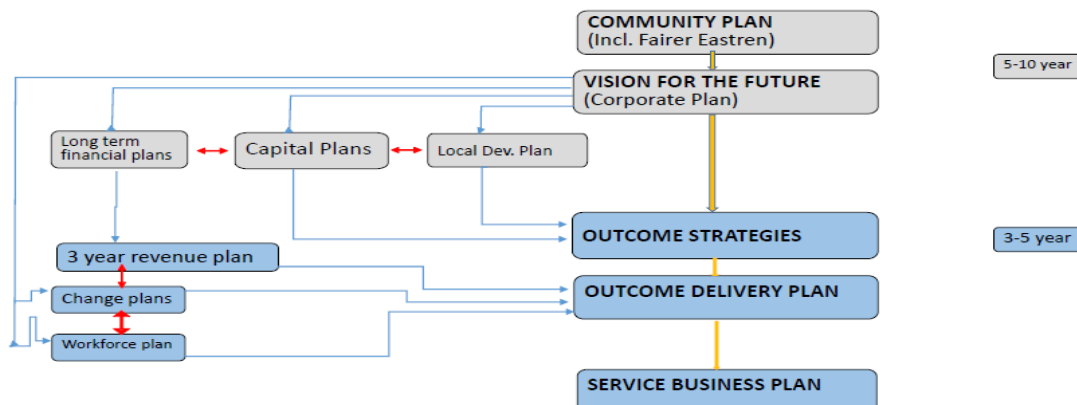 COMMUNITY PLAN
(Incl. Fairer Eastren)
5-10 year
VISION FOR THE FUTURE
(Corporate Plan)
Long term
financial plans
Capital Plans
Local Dev. Plan
OUTCOME STRATEGIES
3-5 year
3 year revenue plan
OUTCOME DELIVERY PLAN
Change plans
Workforce plan
SERVICE BUSINESS PLAN